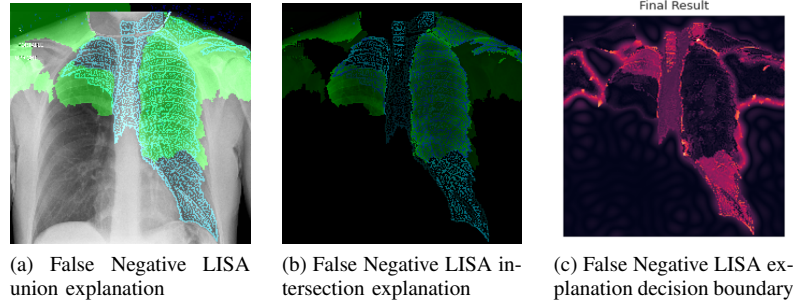 Final Result
(a) False Negative LISA
union explanation
(b) False Negative LISA in-
tersection explanation
(c) False Negative LISA ex-
planation decision boundary